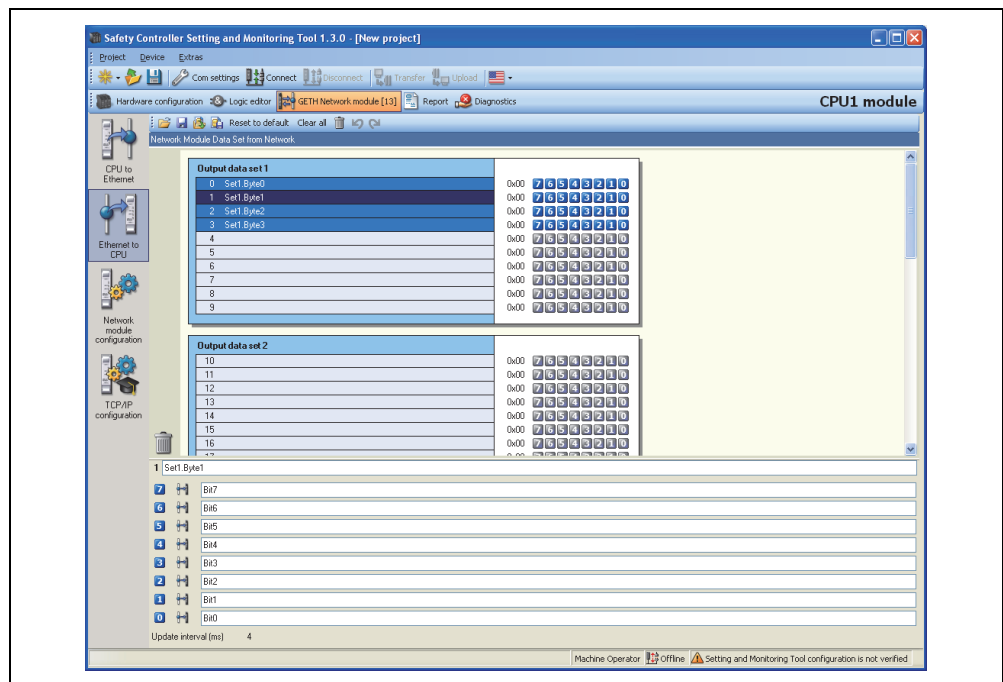 Safety Controller Setting and Monitoring Tool 1.3.0 - [New project]
Project Device Extras
Com settings Connect Disconnect Transfer Upload
Hardware configuration Logic editor GETH Network module [13] Report Diagnostics CPU1 module
Reset to default Clear all
Network Module Data Set from Network
CPU to
Ethernet
Ethernet to
CPU
Network
module
configuration
TCP/IP
configuration
Output data set 1
0 Set1.Byte0 0x00 7 6 5 4 3 2 1 0
1 Set1.Byte1 0x00 7 6 5 4 3 2 1 0
2 Set1.Byte2 0x00 7 6 5 4 3 2 1 0
3 Set1.Byte3 0x00 7 6 5 4 3 2 1 0
4 0x00 7 6 5 4 3 2 1 0
5 0x00 7 6 5 4 3 2 1 0
6 0x00 7 6 5 4 3 2 1 0
7 0x00 7 6 5 4 3 2 1 0
8 0x00 7 6 5 4 3 2 1 0
9 0x00 7 6 5 4 3 2 1 0
Output data set 2
10 0x00 7 6 5 4 3 2 1 0
11 0x00 7 6 5 4 3 2 1 0
12 0x00 7 6 5 4 3 2 1 0
13 0x00 7 6 5 4 3 2 1 0
14 0x00 7 6 5 4 3 2 1 0
15 0x00 7 6 5 4 3 2 1 0
16 0x00 7 6 5 4 3 2 1 0
1 Set1.Byte1
7 Bit7
6 Bit6
5 Bit5
4 Bit4
3 Bit3
2 Bit2
1 Bit1
0 Bit0
Update interval (ms) 4
Machine Operator Offline Setting and Monitoring Tool configuration is not verified